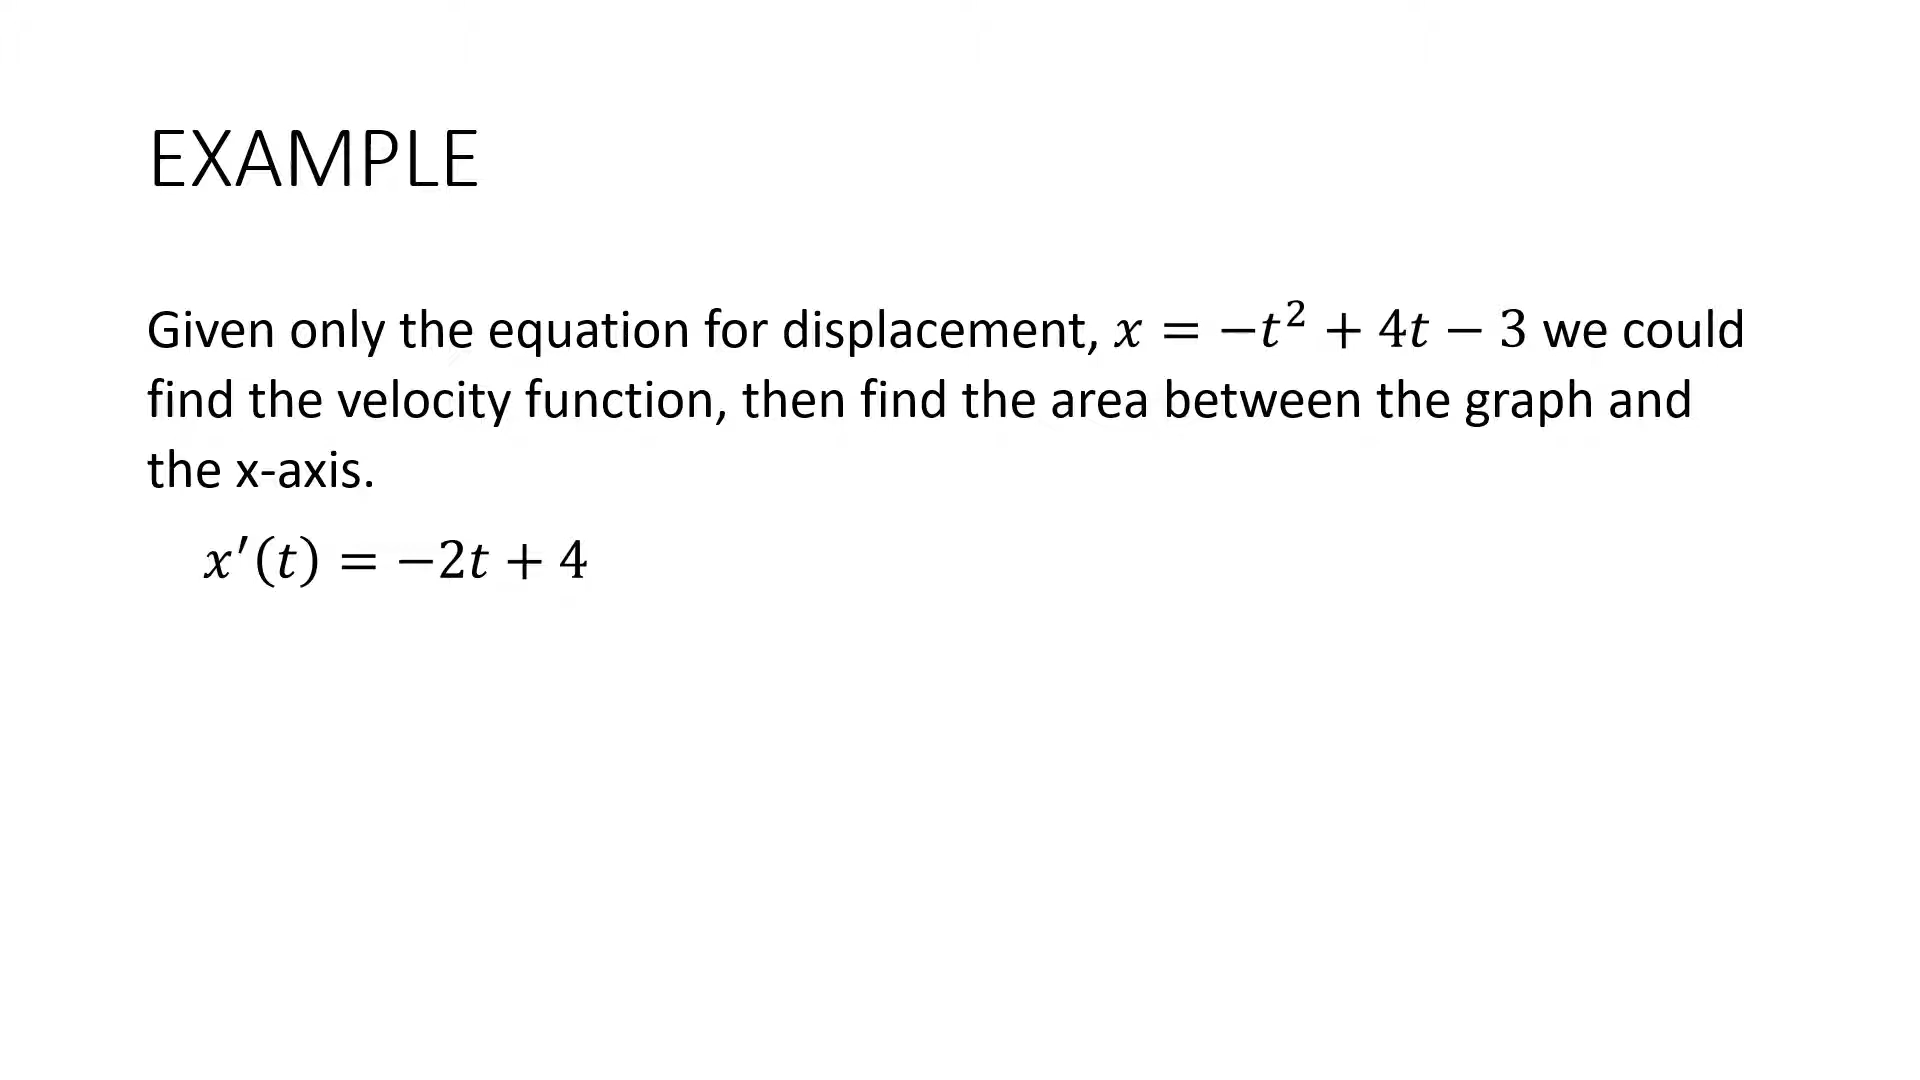 EXAMPLE
Given only the equation for displacement, x = −t² + 4t − 3 we could
find the velocity function, then find the area between the graph and
the x-axis.
x′(t) = −2t + 4